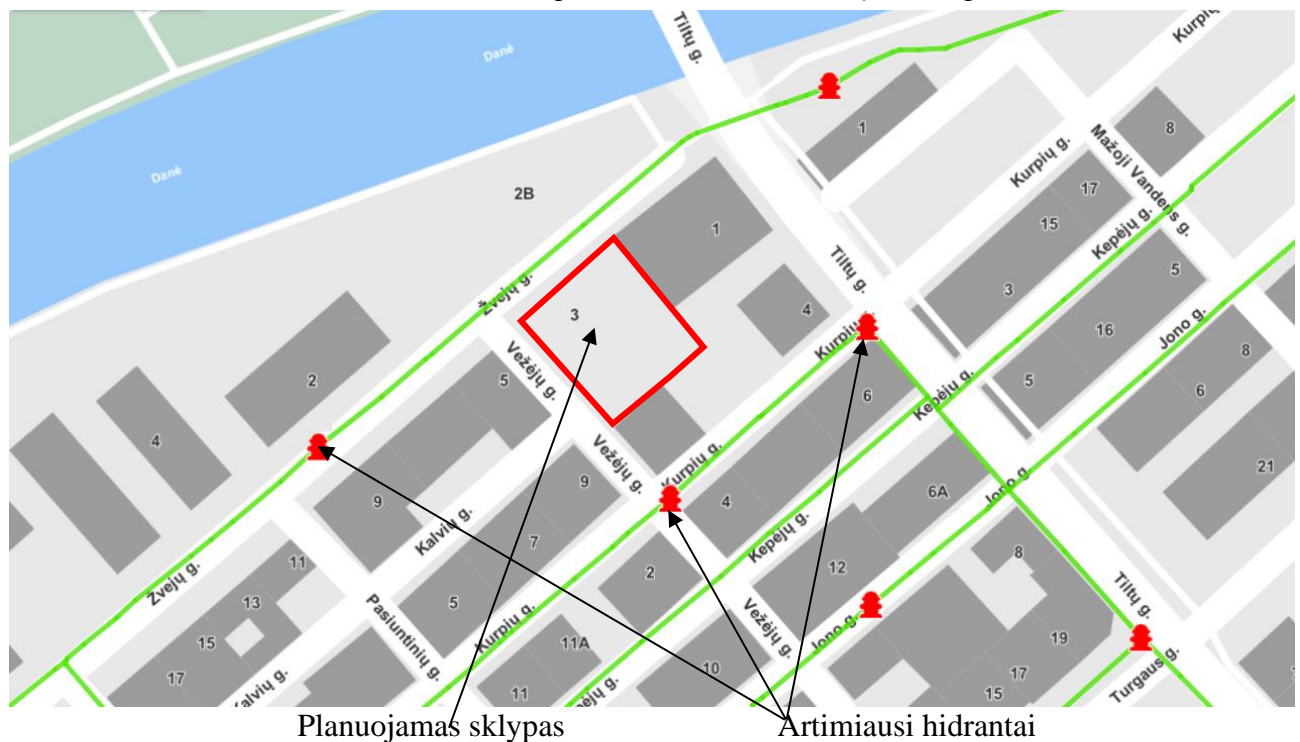 Tiltų g.
Kurpių
Danė
1
8
Mažoji Vandens g.
Kurpių g.
17
Danė
2B
15
Kepėjų g.
1
Tiltų g.
5
3
Žvejų g.
3
4
Kurpių g.
16
Jono g.
Vežėjų g.
8
2
5
6
Kepėjų g.
5
6
4
Vežėjų g.
Kurpių g.
9
6A
21
9
4
Jono g.
Kalvių g.
7
Kepėjų g.
8
Žvejų g.
11
2
12
Tiltų g.
13
5
Vežėjų g.
Pasiuntinių g.
Kurpių g.
Jono g.
15
11A
19
17
10
17
Turgaus g.
Kalvių g.
11
Kepėjų g.
15
Planuojamas sklypas
Artimiausi hidrantai